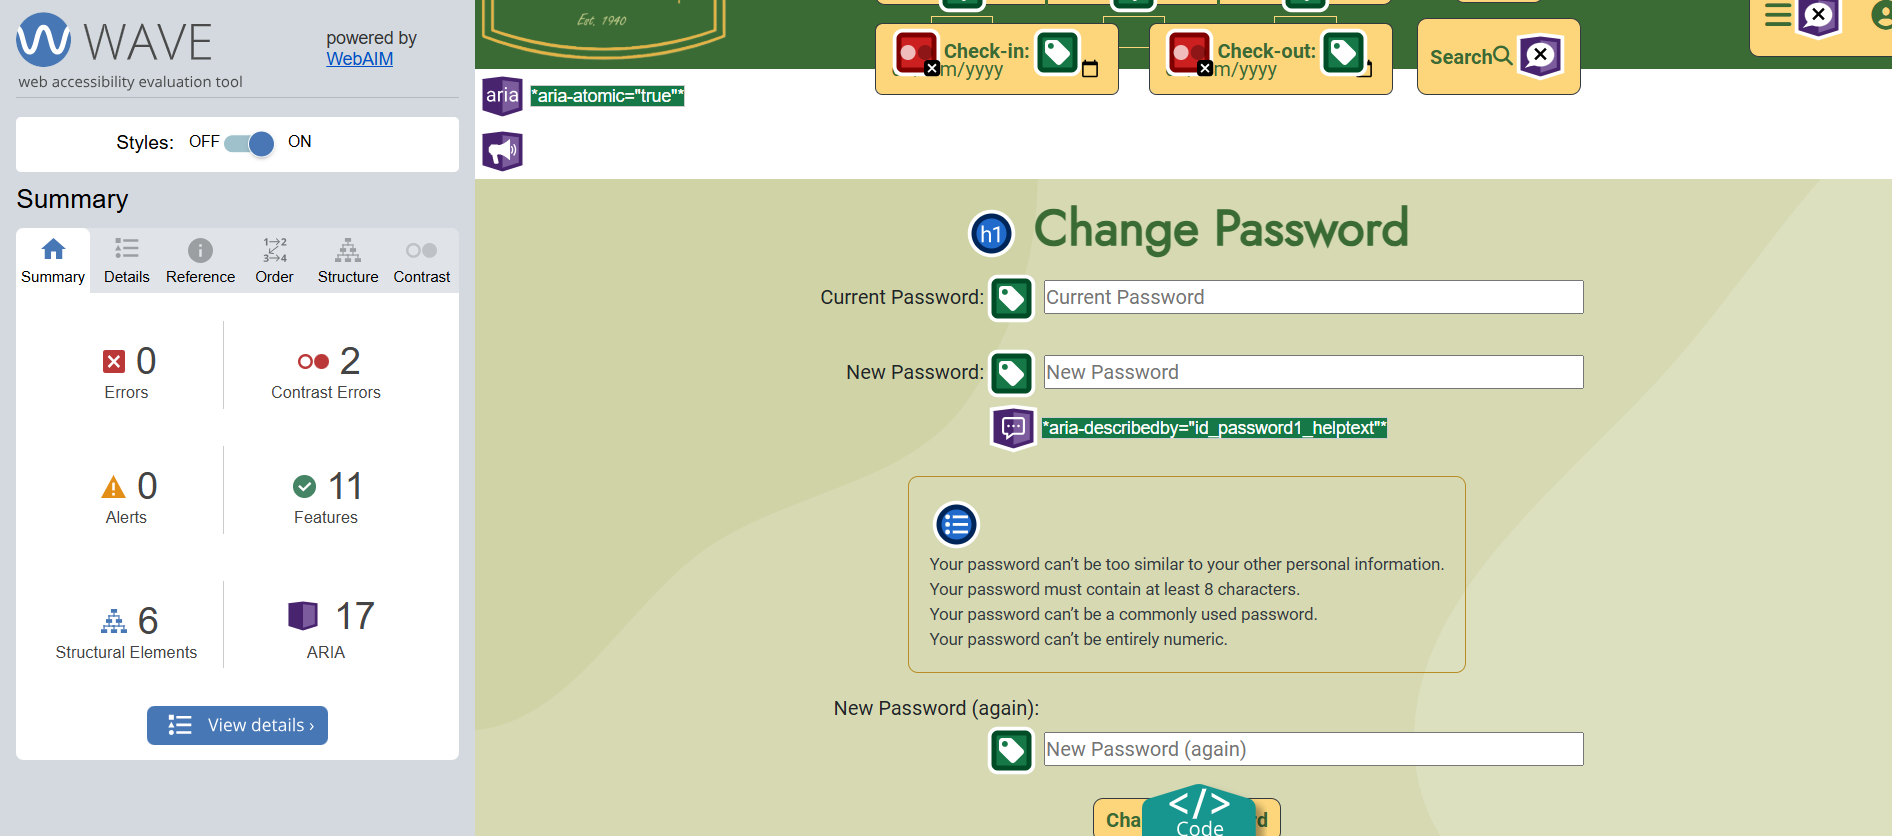 WAVE
powered by
WebAIM
web accessibility evaluation tool
Styles: OFF ON
Summary
Summary Details Reference Order Structure Contrast
0
Errors
2
Contrast Errors
0
Alerts
11
Features
6
Structural Elements
17
ARIA
View details ›
Est. 1940
Check-in:
m/yyyy
Check-out:
m/yyyy
Search
aria *aria-atomic="true"*
h1 Change Password
Current Password: Current Password
New Password: New Password
*aria-describedby="id_password1_helptext"*
Your password can’t be too similar to your other personal information.
Your password must contain at least 8 characters.
Your password can’t be a commonly used password.
Your password can’t be entirely numeric.
New Password (again):
New Password (again)
</> Code